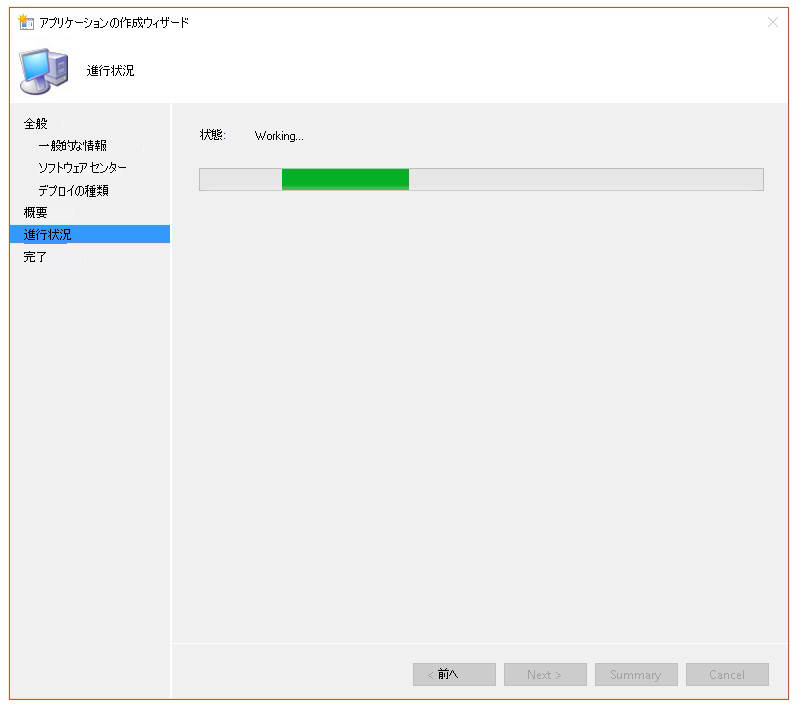 アプリケーションの作成ウィザード
進行状況
全般
一般的な情報
ソフトウェア センター
デプロイの種類
概要
進行状況
完了
状態: Working...
< 前へ Next > Summary Cancel